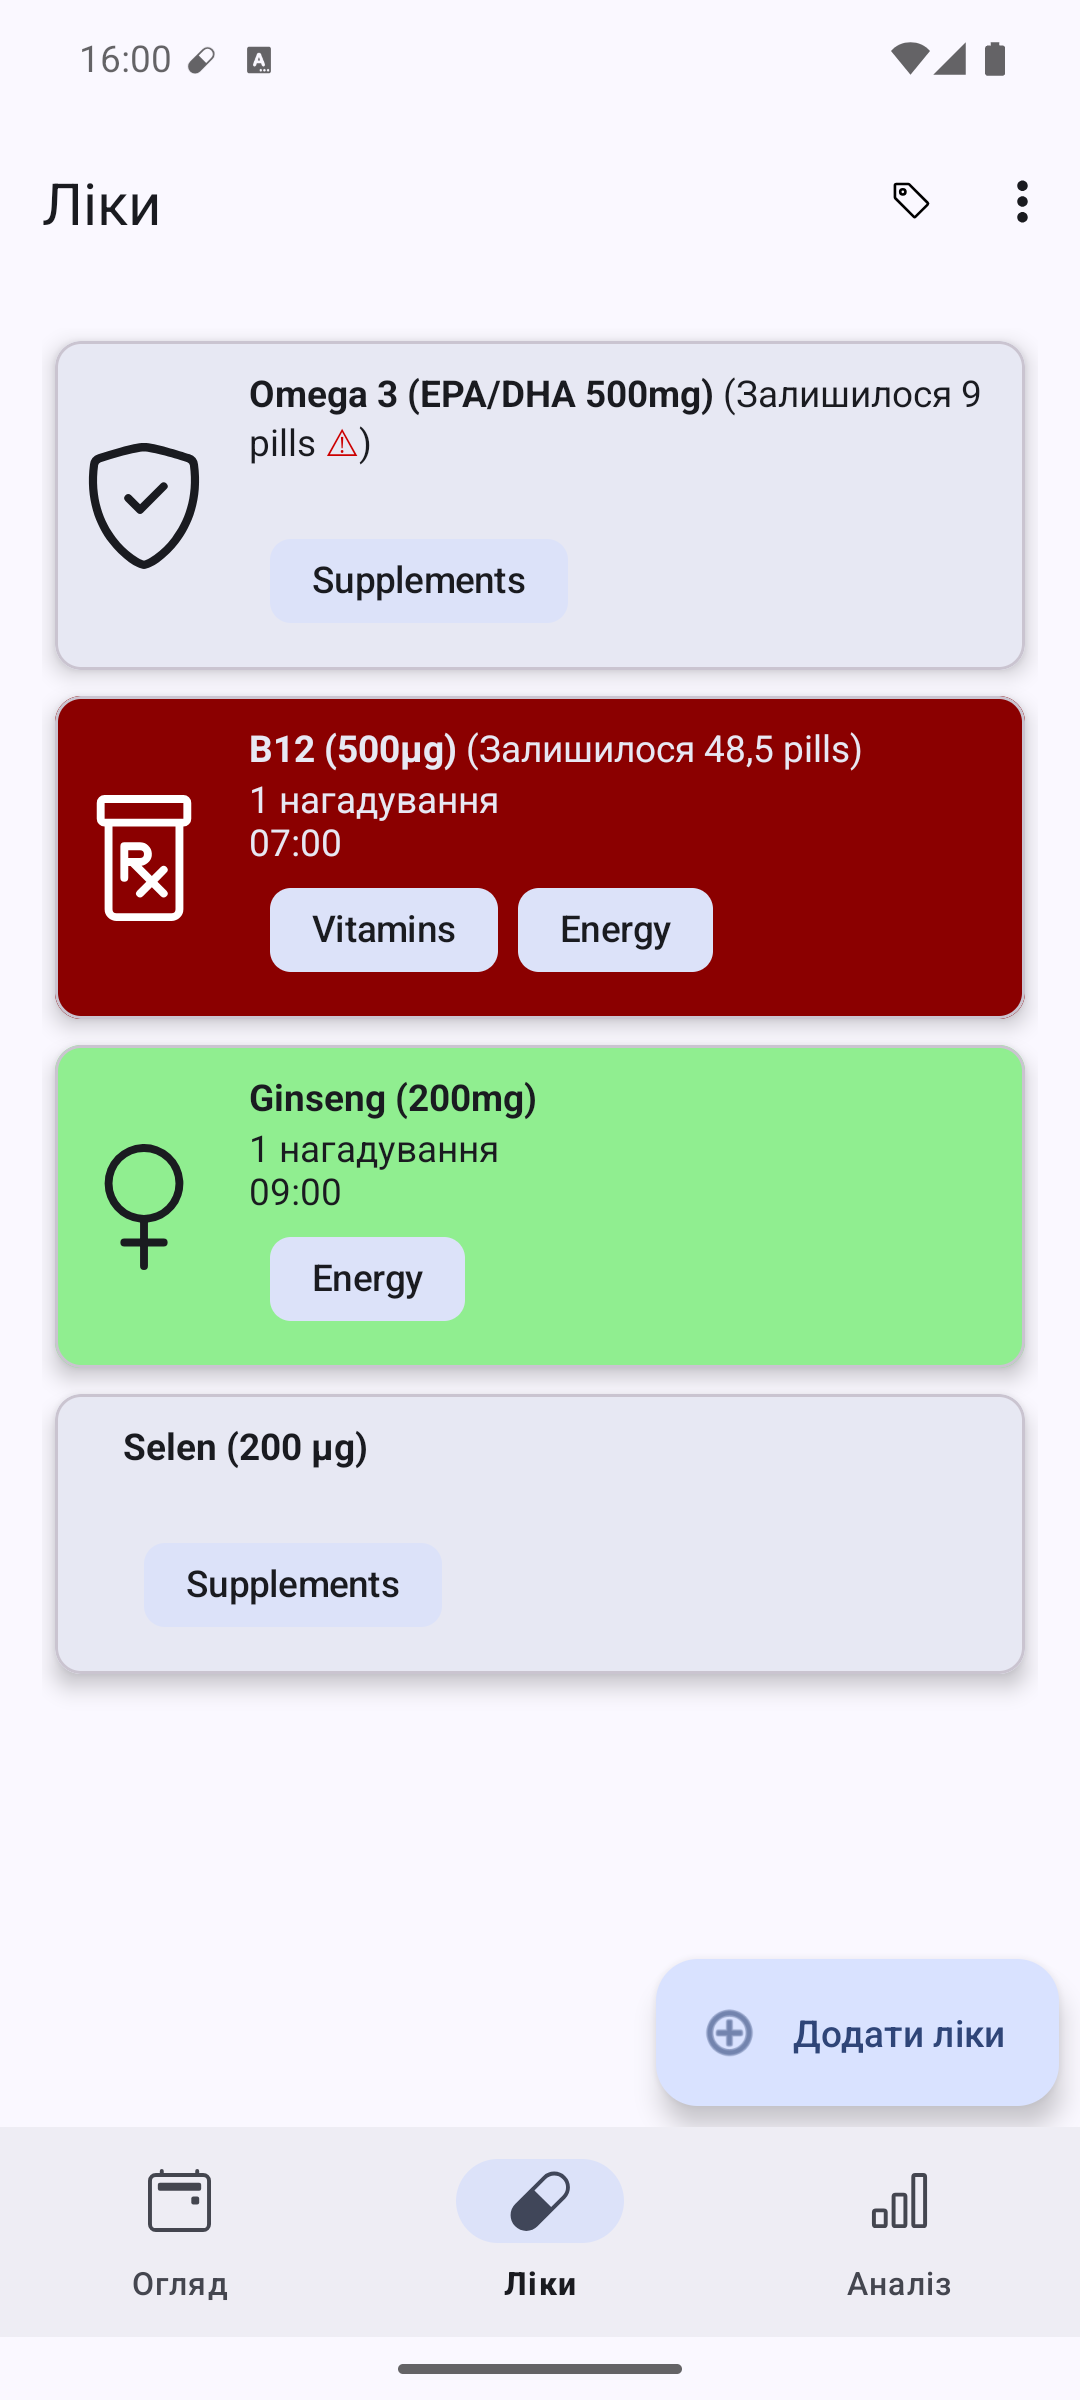 16:00
Ліки
Omega 3 (EPA/DHA 500mg) (Залишилося 9
pills ⚠)
Supplements
B12 (500µg) (Залишилося 48,5 pills)
1 нагадування
07:00
Vitamins Energy
Ginseng (200mg)
1 нагадування
09:00
Energy
Selen (200 µg)
Supplements
Додати ліки
Огляд Ліки Аналіз